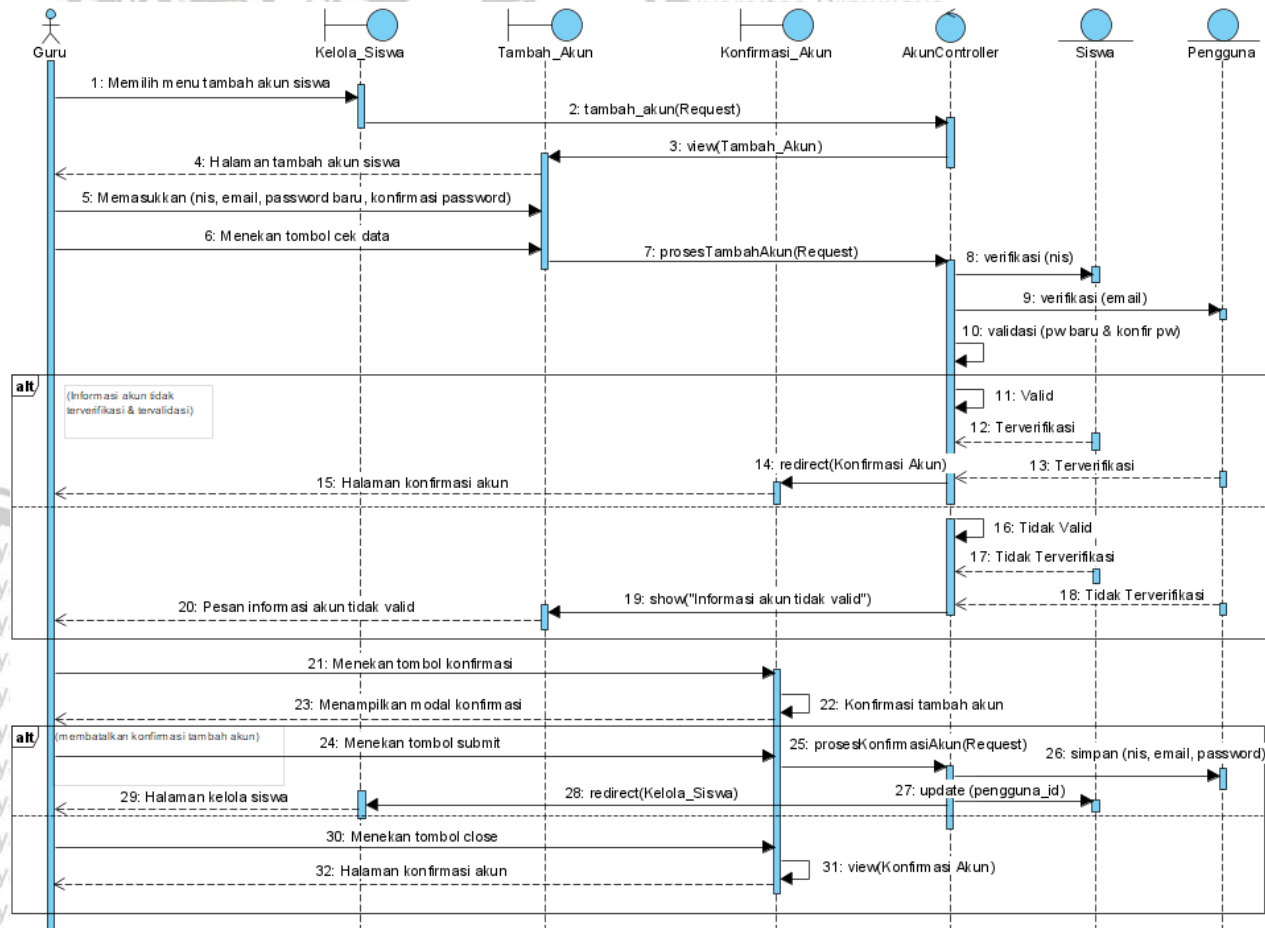 Guru
Kelola_Siswa
Tambah_Akun
Konfirmasi_Akun
AkunController
Siswa
Pengguna
1: Memilih menu tambah akun siswa
2: tambah_akun(Request)
3: view(Tambah_Akun)
4: Halaman tambah akun siswa
5: Memasukkan (nis, email, password baru, konfirmasi password)
6: Menekan tombol cek data
7: prosesTambahAkun(Request)
8: verifikasi (nis)
9: verifikasi (email)
10: validasi (pw baru & konfir pw)
alt
(Informasi akun tidak
terverifikasi & tervalidasi)
11: Valid
12: Terverifikasi
13: Terverifikasi
14: redirect(Konfirmasi Akun)
15: Halaman konfirmasi akun
16: Tidak Valid
17: Tidak Terverifikasi
18: Tidak Terverifikasi
19: show("Informasi akun tidak valid")
20: Pesan informasi akun tidak valid
21: Menekan tombol konfirmasi
22: Konfirmasi tambah akun
23: Menampilkan modal konfirmasi
alt
(membatalkan konfirmasi tambah akun)
24: Menekan tombol submit
25: prosesKonfirmasiAkun(Request)
26: simpan (nis, email, password)
27: update (pengguna_id)
28: redirect(Kelola_Siswa)
29: Halaman kelola siswa
30: Menekan tombol close
31: view(Konfirmasi Akun)
32: Halaman konfirmasi akun